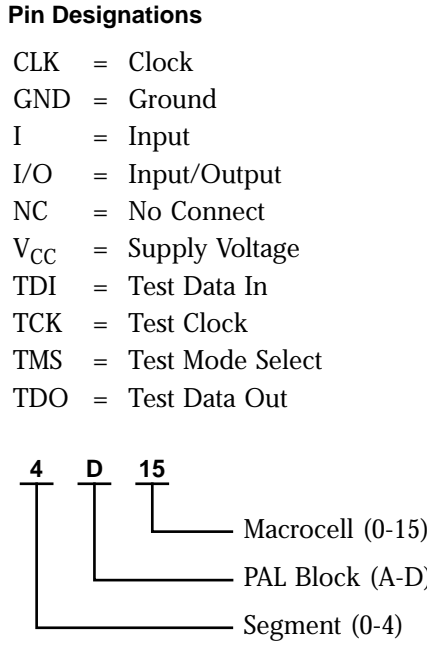 Pin Designations
CLK = Clock
GND = Ground
I = Input
I/O = Input/Output
NC = No Connect
VCC = Supply Voltage
TDI = Test Data In
TCK = Test Clock
TMS = Test Mode Select
TDO = Test Data Out
4 D 15
Macrocell (0-15)
PAL Block (A-D)
Segment (0-4)